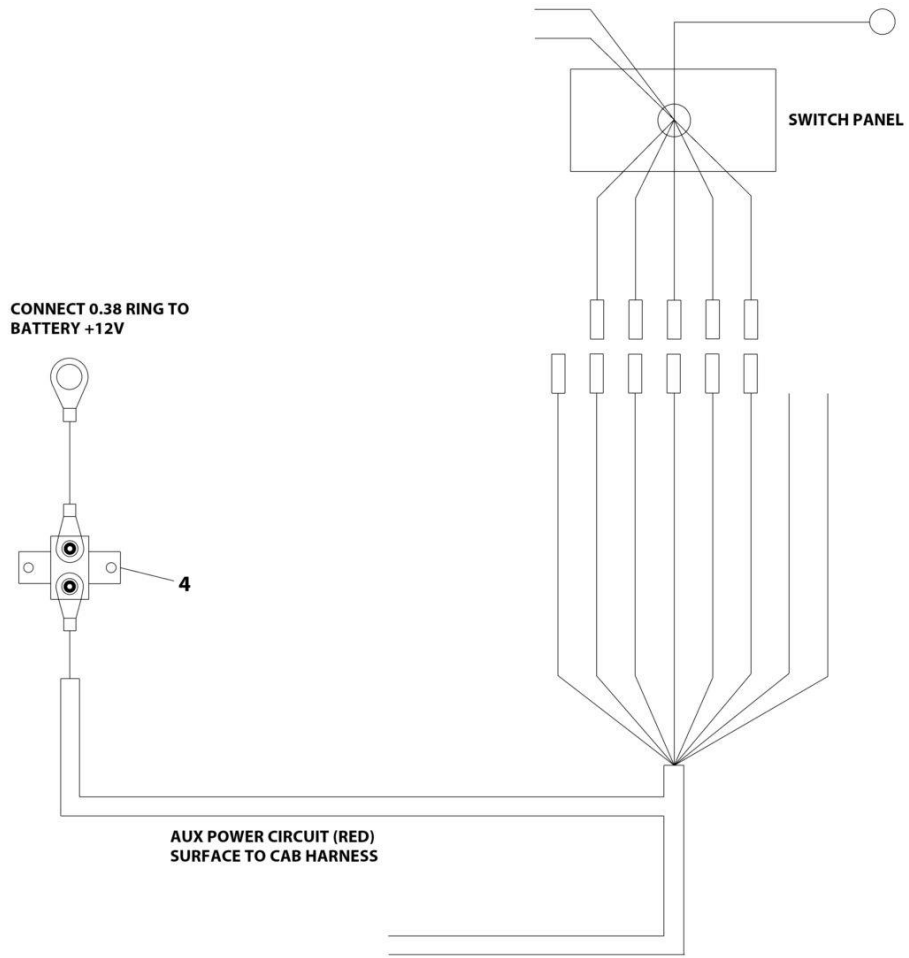 SWITCH PANEL
CONNECT 0.38 RING TO
BATTERY +12V
4
AUX POWER CIRCUIT (RED)
SURFACE TO CAB HARNESS